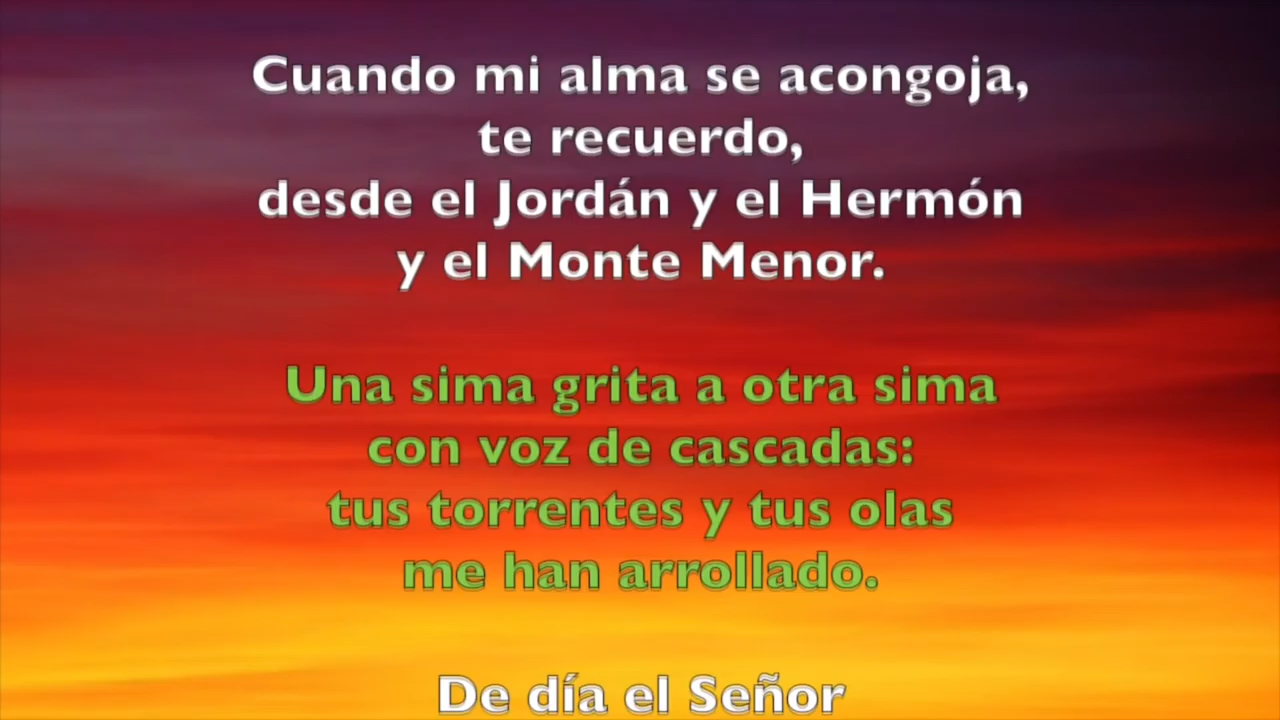 Cuando mi alma se acongoja,
te recuerdo,
desde el Jordán y el Hermón
y el Monte Menor.
Una sima grita a otra sima
con voz de cascadas:
tus torrentes y tus olas
me han arrollado.
De día el Señor